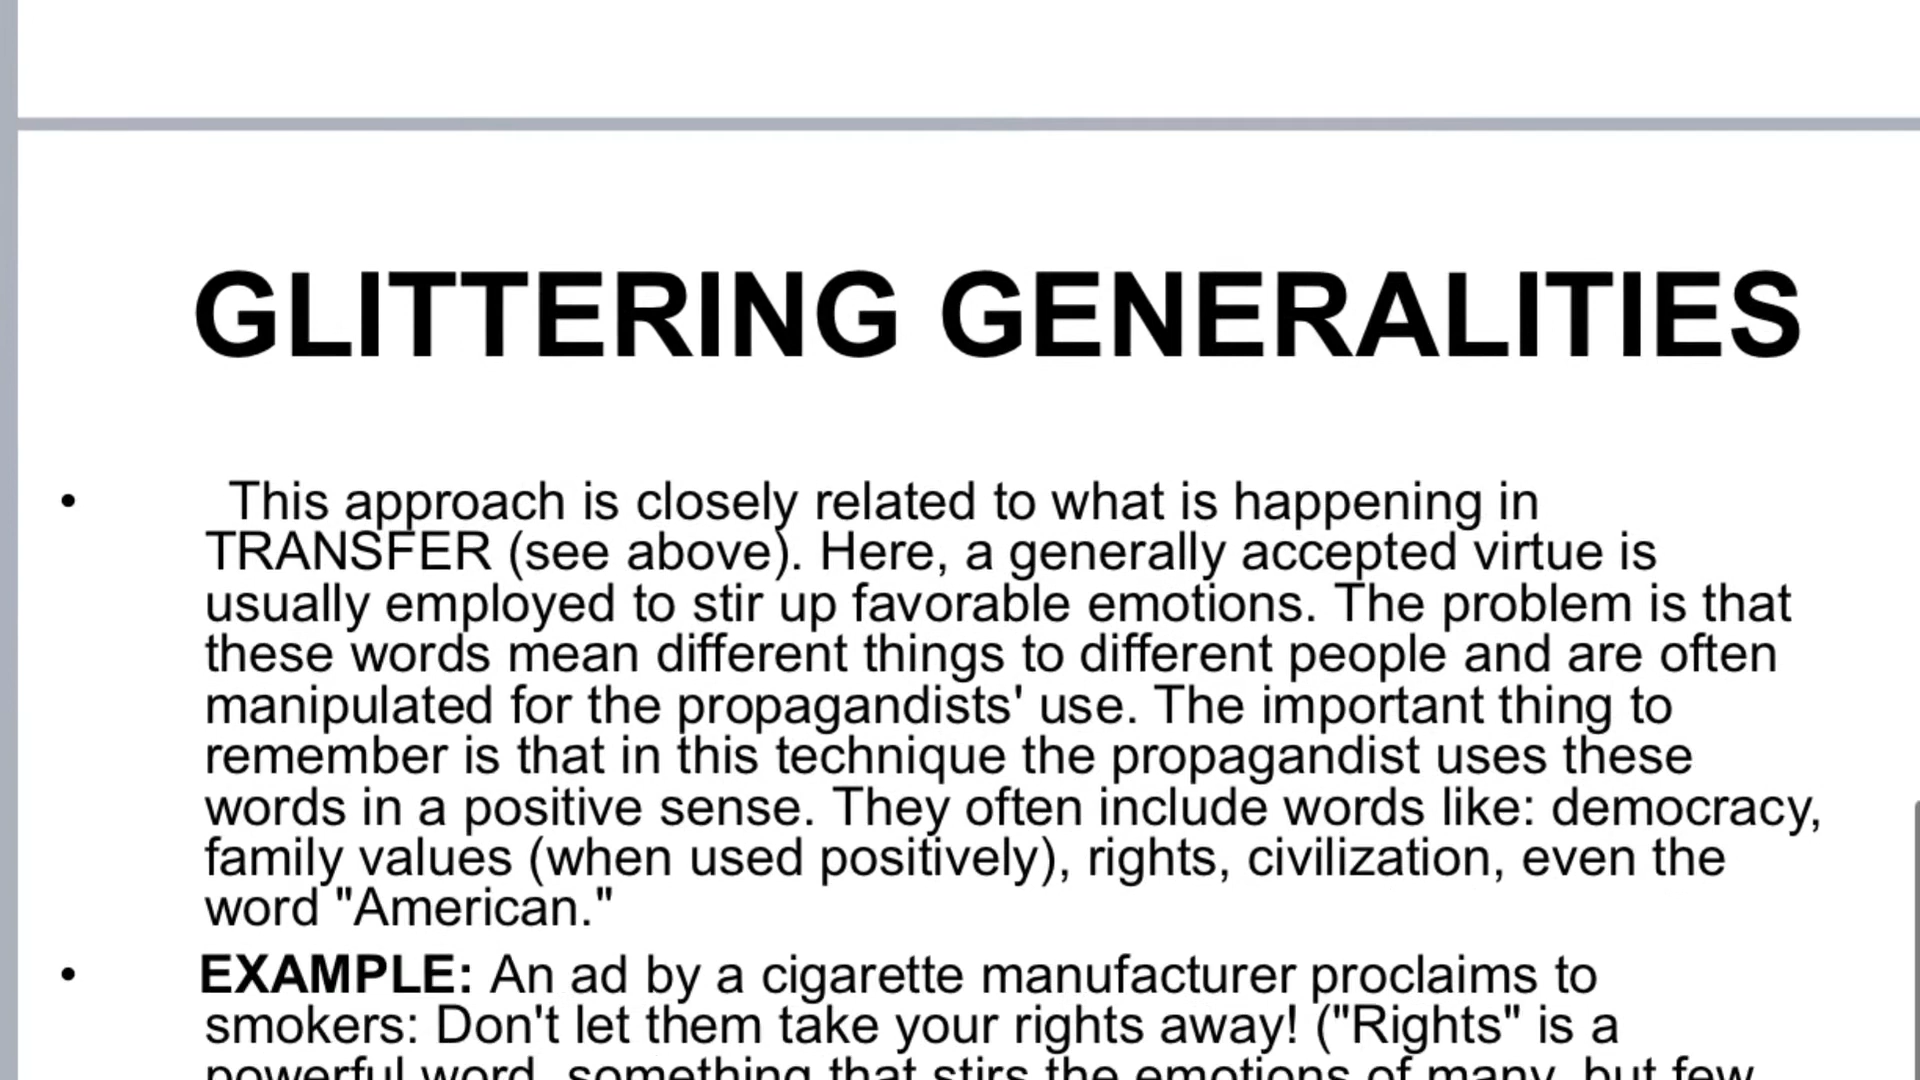 GLITTERING GENERALITIES
• This approach is closely related to what is happening in
TRANSFER (see above). Here, a generally accepted virtue is
usually employed to stir up favorable emotions. The problem is that
these words mean different things to different people and are often
manipulated for the propagandists' use. The important thing to
remember is that in this technique the propagandist uses these
words in a positive sense. They often include words like: democracy,
family values (when used positively), rights, civilization, even the
word "American."
• EXAMPLE: An ad by a cigarette manufacturer proclaims to
smokers: Don't let them take your rights away! ("Rights" is a
powerful word, something that stirs the emotions of many, but few